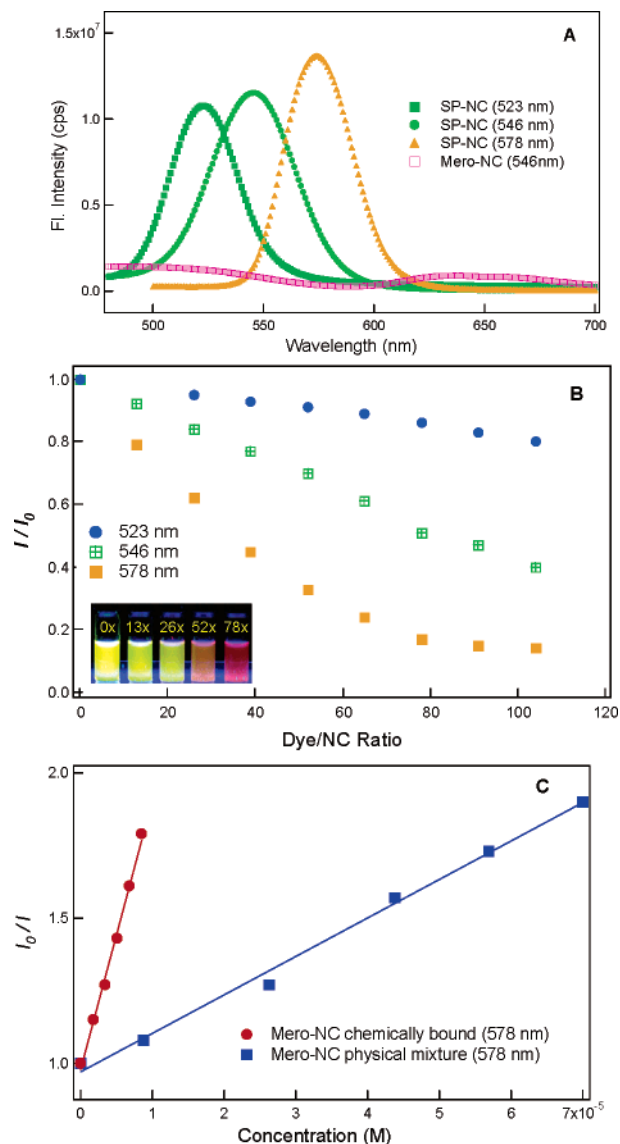 A
1.5x10⁷
1.0
0.5
0.0
Fl. Intensity (cps)
SP-NC (523 nm)
SP-NC (546 nm)
SP-NC (578 nm)
Mero-NC (546nm)
500
550
600
650
700
Wavelength (nm)
B
1.0
0.8
0.6
0.4
0.2
0.0
I / I₀
523 nm
546 nm
578 nm
0x
13x
26x
52x
78x
0
20
40
60
80
100
120
Dye/NC Ratio
C
2.0
1.5
1.0
I₀ / I
Mero-NC chemically bound (578 nm)
Mero-NC physical mixture (578 nm)
0
1
2
3
4
5
6
7x10⁻⁵
Concentration (M)